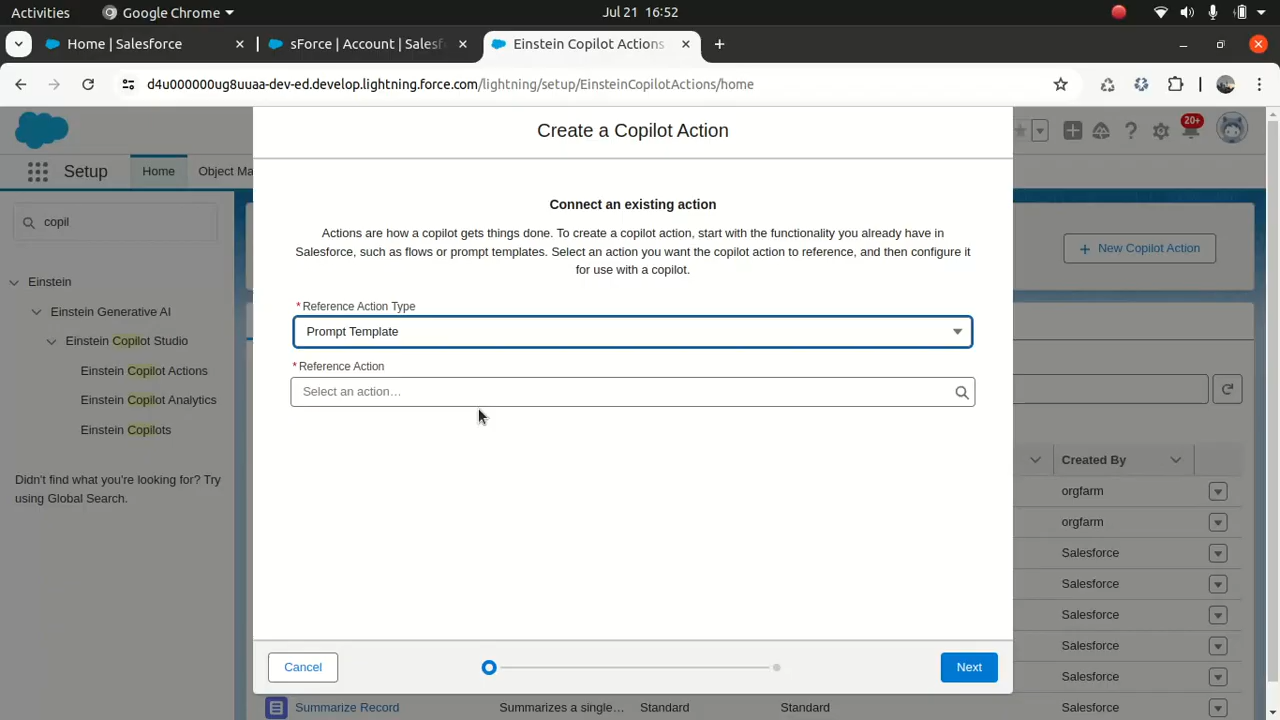 Activities
Google Chrome
Jul 21 16:52
Home | Salesforce
sForce | Account | Salesf
Einstein Copilot Actions
d4u000000ug8uuaa-dev-ed.develop.lightning.force.com/lightning/setup/EinsteinCopilotActions/home
20+
Setup
Home
Object Ma
copil
Einstein
Einstein Generative AI
Einstein Copilot Studio
Einstein Copilot Actions
Einstein Copilot Analytics
Einstein Copilots
Didn't find what you're looking for? Try
using Global Search.
Create a Copilot Action
Connect an existing action
Actions are how a copilot gets things done. To create a copilot action, start with the functionality you already have in
Salesforce, such as flows or prompt templates. Select an action you want the copilot action to reference, and then configure it
for use with a copilot.
* Reference Action Type
Prompt Template
* Reference Action
Select an action…
Cancel
Next
New Copilot Action
Created By
orgfarm
orgfarm
Salesforce
Salesforce
Salesforce
Salesforce
Salesforce
Summarize Record
Summarizes a single…
Standard
Standard
Salesforce